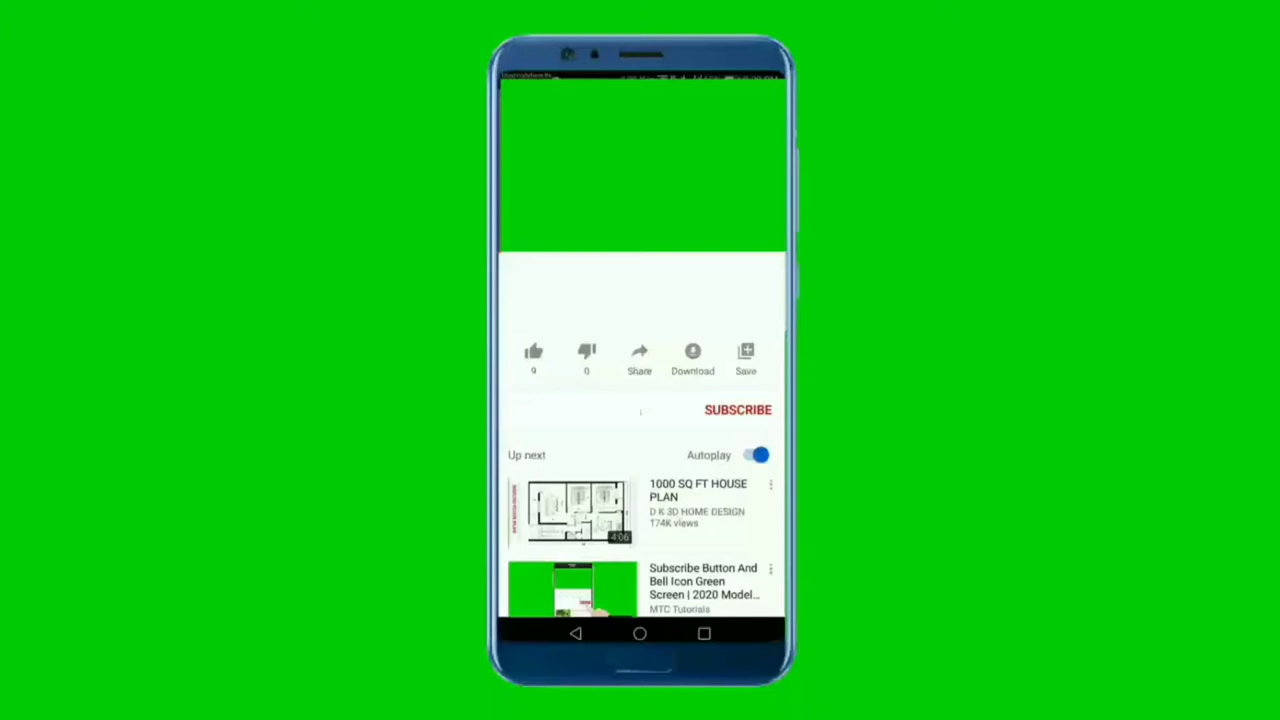 9
0
Share
Download
Save
SUBSCRIBE
Up next
Autoplay
1000 SQ FT HOUSE
PLAN
D K 3D HOME DESIGN
174K views
4:06
Subscribe Button And
Bell Icon Green
Screen | 2020 Model...
MTC Tutorials